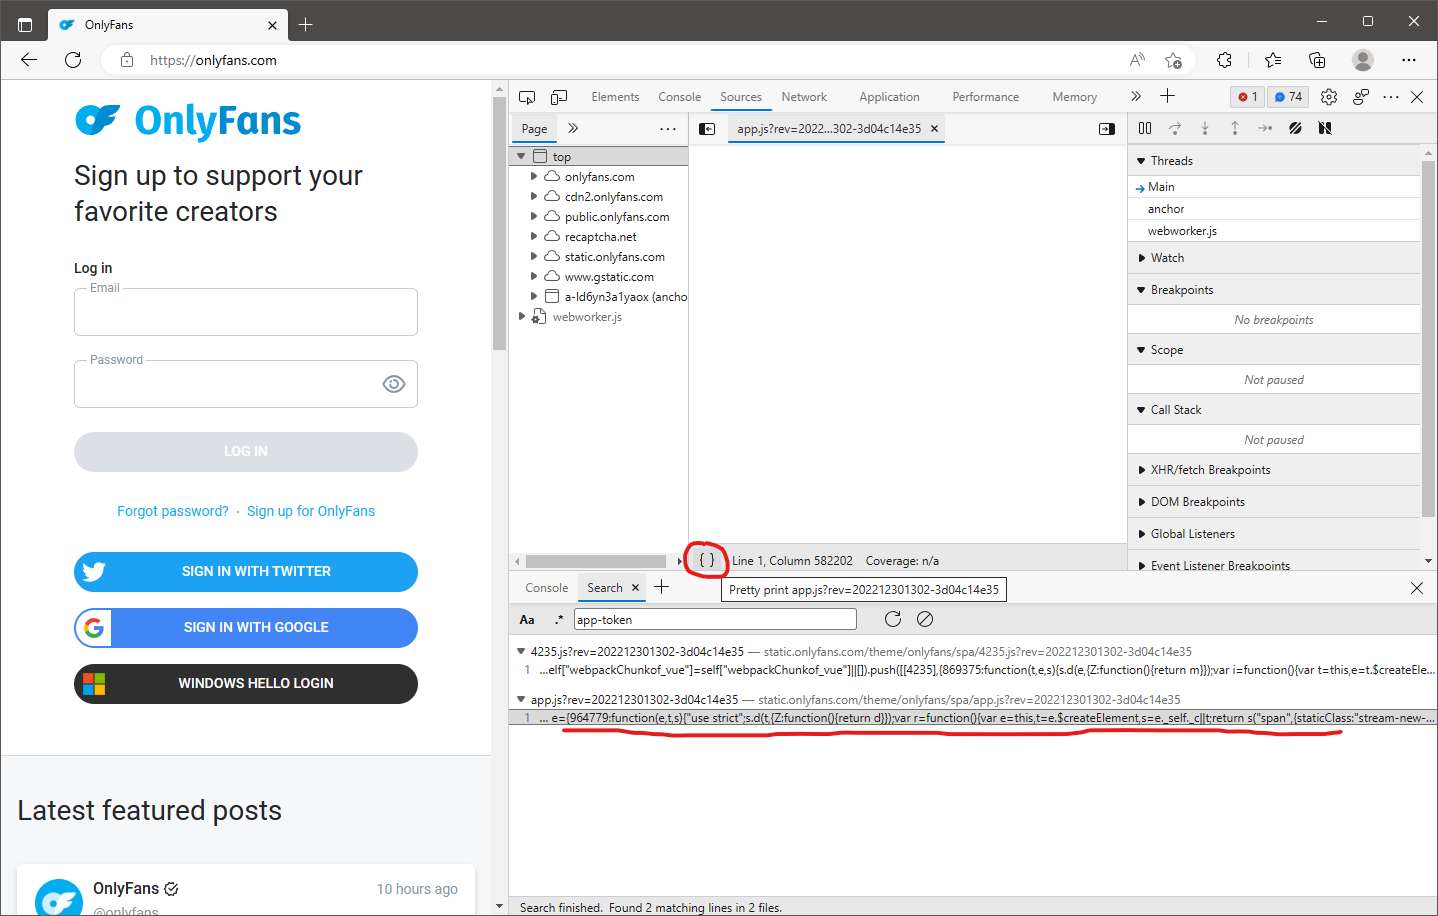 OnlyFans
https://onlyfans.com
OnlyFans
Sign up to support your
favorite creators
Log in
Email
Password
LOG IN
Forgot password? · Sign up for OnlyFans
SIGN IN WITH TWITTER
SIGN IN WITH GOOGLE
WINDOWS HELLO LOGIN
Latest featured posts
OnlyFans
10 hours ago
@onlyfans
Elements Console Sources Network Application Performance Memory
1 74
Page
app.js?rev=2022...302-3d04c14e35
top
onlyfans.com
cdn2.onlyfans.com
public.onlyfans.com
recaptcha.net
static.onlyfans.com
www.gstatic.com
a-ld6yn3a1yaox (ancho
webworker.js
{ } Line 1, Column 582202 Coverage: n/a
Pretty print app.js?rev=202212301302-3d04c14e35
Threads
Main
anchor
webworker.js
Watch
Breakpoints
No breakpoints
Scope
Not paused
Call Stack
Not paused
XHR/fetch Breakpoints
DOM Breakpoints
Global Listeners
Event Listener Breakpoints
Console Search
Aa .* app-token
4235.js?rev=202212301302-3d04c14e35 — static.onlyfans.com/theme/onlyfans/spa/4235.js?rev=202212301302-3d04c14e35
1 ...elf["webpackChunkof_vue"]=self["webpackChunkof_vue"]||[]).push([[4235],{869375:function(t,e,s){s.d(e,{Z:function(){return m}});var i=function(){var t=this,e=t.$createElem...
app.js?rev=202212301302-3d04c14e35 — static.onlyfans.com/theme/onlyfans/spa/app.js?rev=202212301302-3d04c14e35
1 ... e={964779:function(e,t,s){"use strict";s.d(t,{Z:function(){return d}});var r=function(){var e=this,t=e.$createElement,s=e._self._c||t;return s("span",{staticClass:"stream-new-...
Search finished. Found 2 matching lines in 2 files.